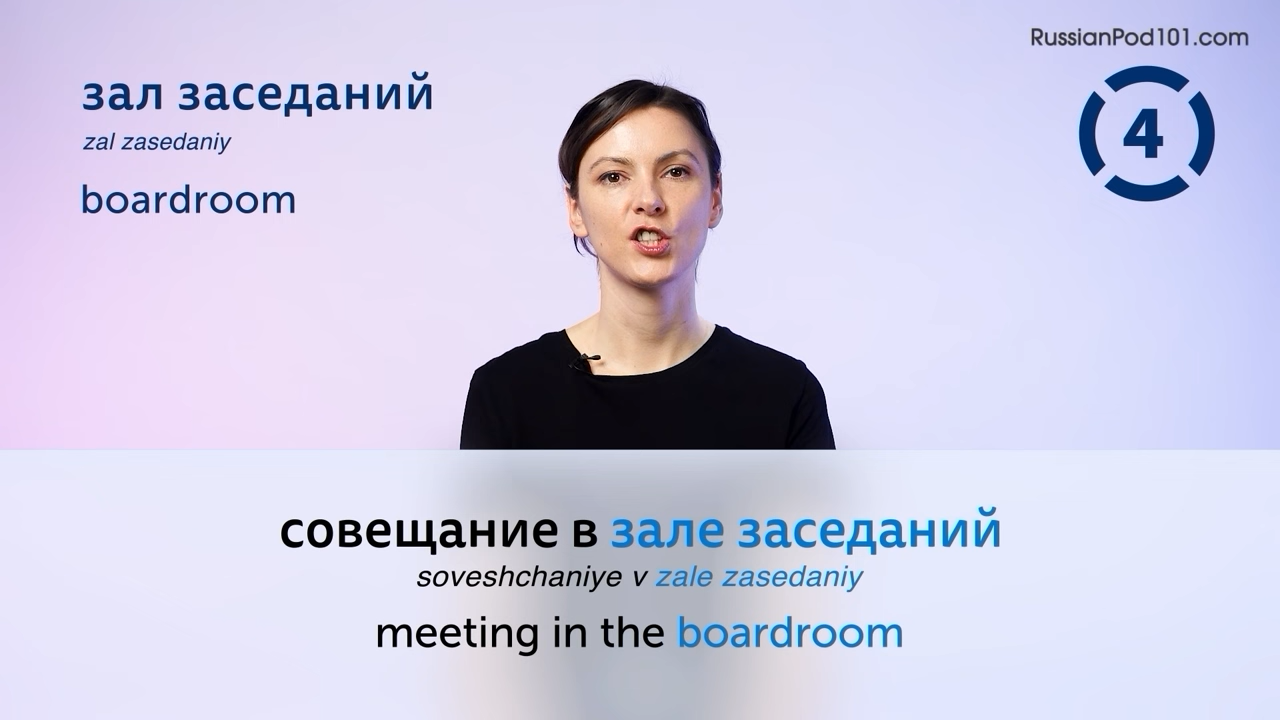 RussianPod101.com
4
зал заседаний
zal zasedaniy
boardroom
совещание в зале заседаний
soveshchaniye v zale zasedaniy
meeting in the boardroom